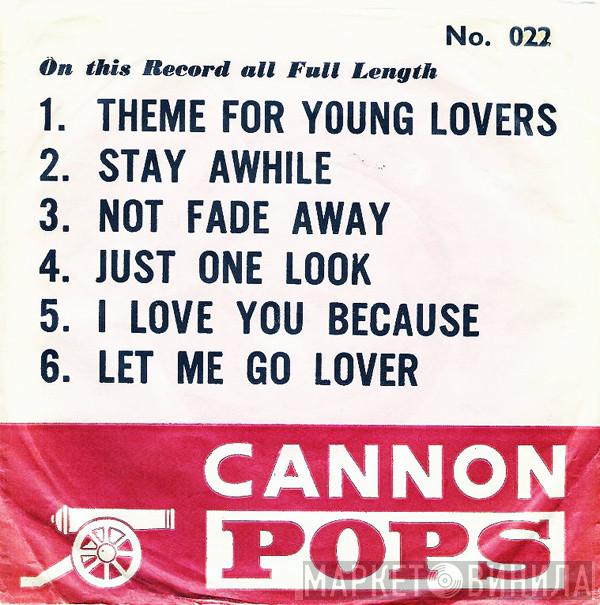 No. 022
On this Record all Full Length
1. THEME FOR YOUNG LOVERS
2. STAY AWHILE
3. NOT FADE AWAY
4. JUST ONE LOOK
5. I LOVE YOU BECAUSE
6. LET ME GO LOVER
CANNON
POPS
МАРКЕТ ВИНИЛА